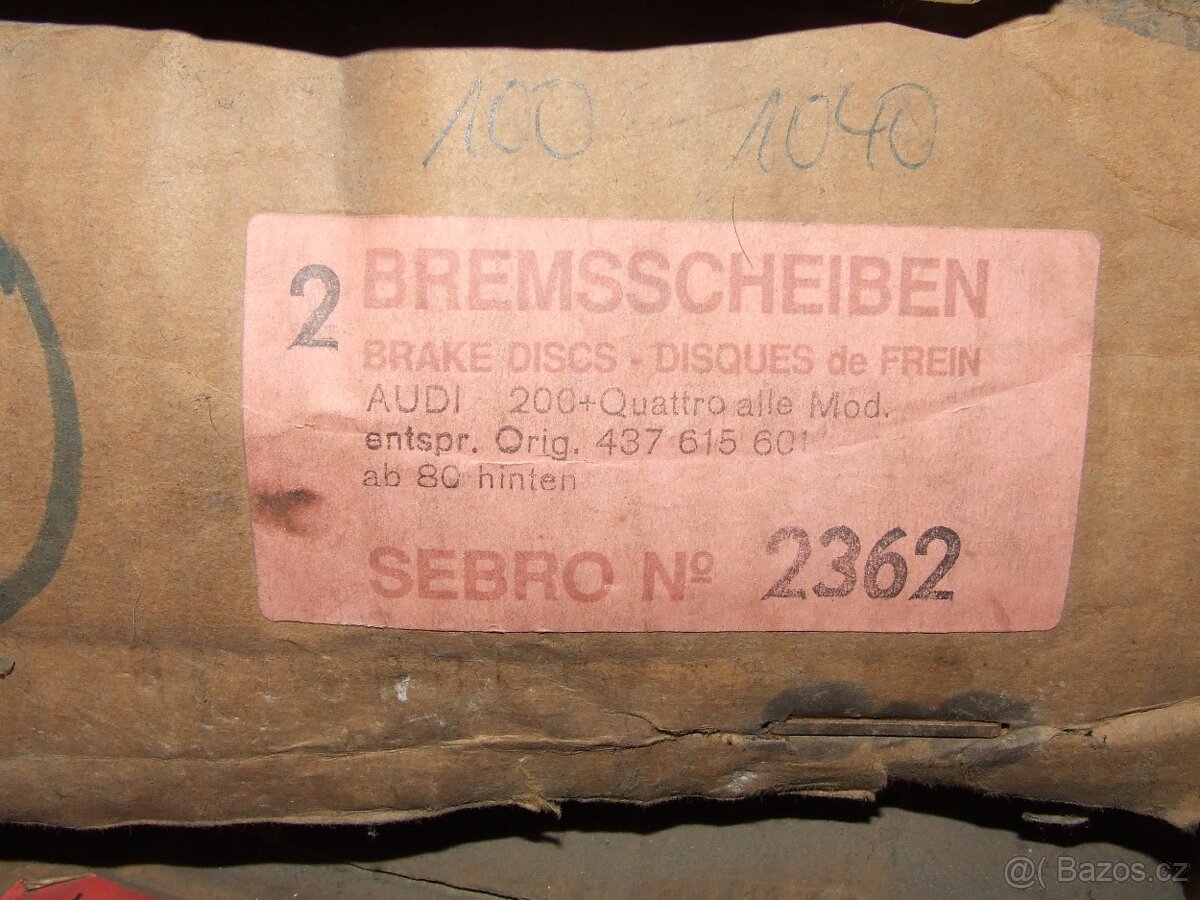 100 1040
2 BREMSSCHEIBEN
BRAKE DISCS - DISQUES de FREIN
AUDI 200+Quattro alle Mod.
entspr. Orig. 437 615 601
ab 80 hinten
SEBRO Nº 2362
@( Bazos.cz